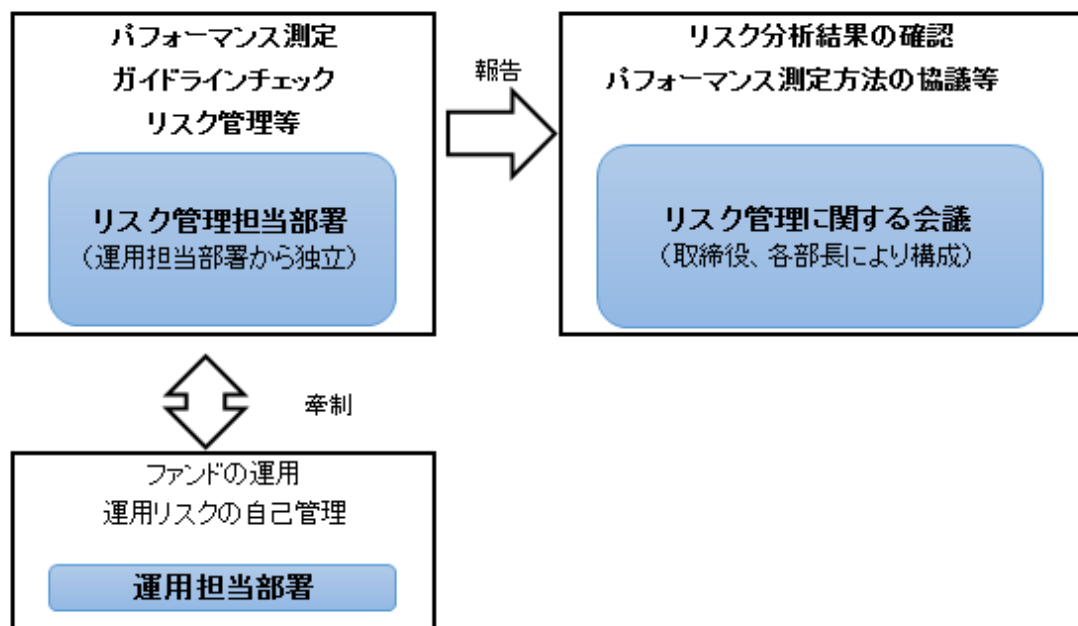 パフォーマンス測定
ガイドラインチェック
リスク管理等
リスク管理担当部署
（運用担当部署から独立）
報告
リスク分析結果の確認
パフォーマンス測定方法の協議等
リスク管理に関する会議
（取締役、各部長により構成）
牽制
ファンドの運用
運用リスクの自己管理
運用担当部署